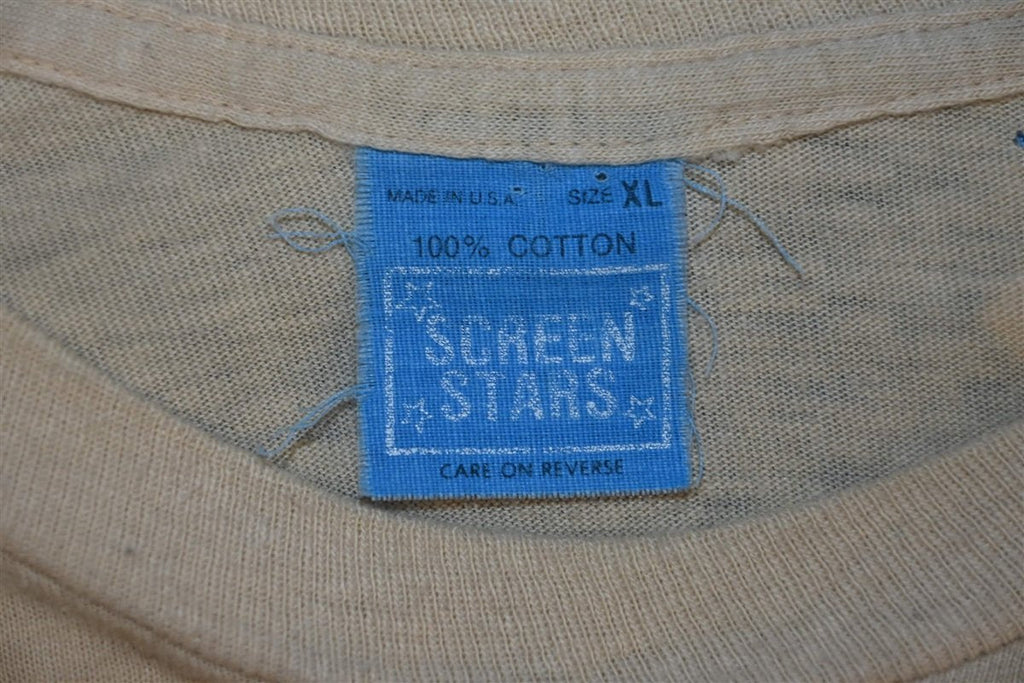 MADE IN U.S.A. SIZE XL
100% COTTON
SCREEN
STARS
CARE ON REVERSE